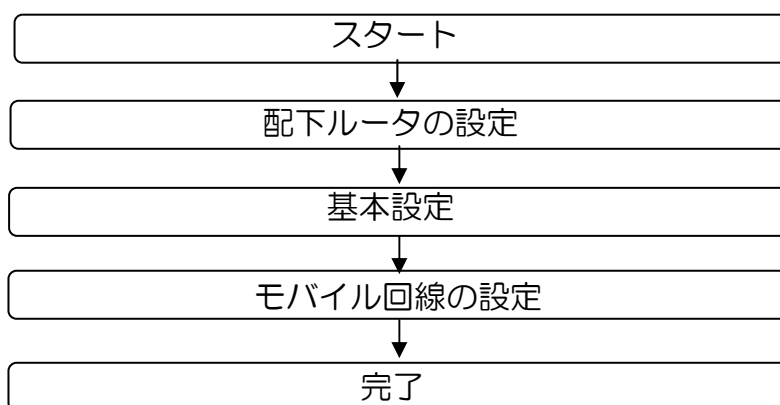 スタート
配下ルータの設定
基本設定
モバイル回線の設定
完了